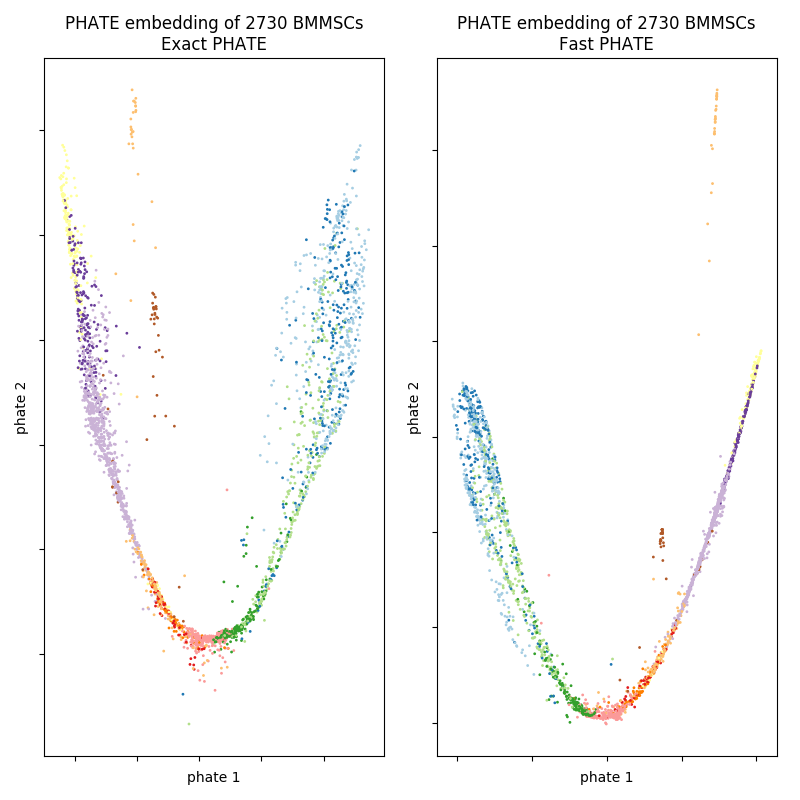 PHATE embedding of 2730 BMMSCs
Exact PHATE
phate 2
phate 1
PHATE embedding of 2730 BMMSCs
Fast PHATE
phate 2
phate 1